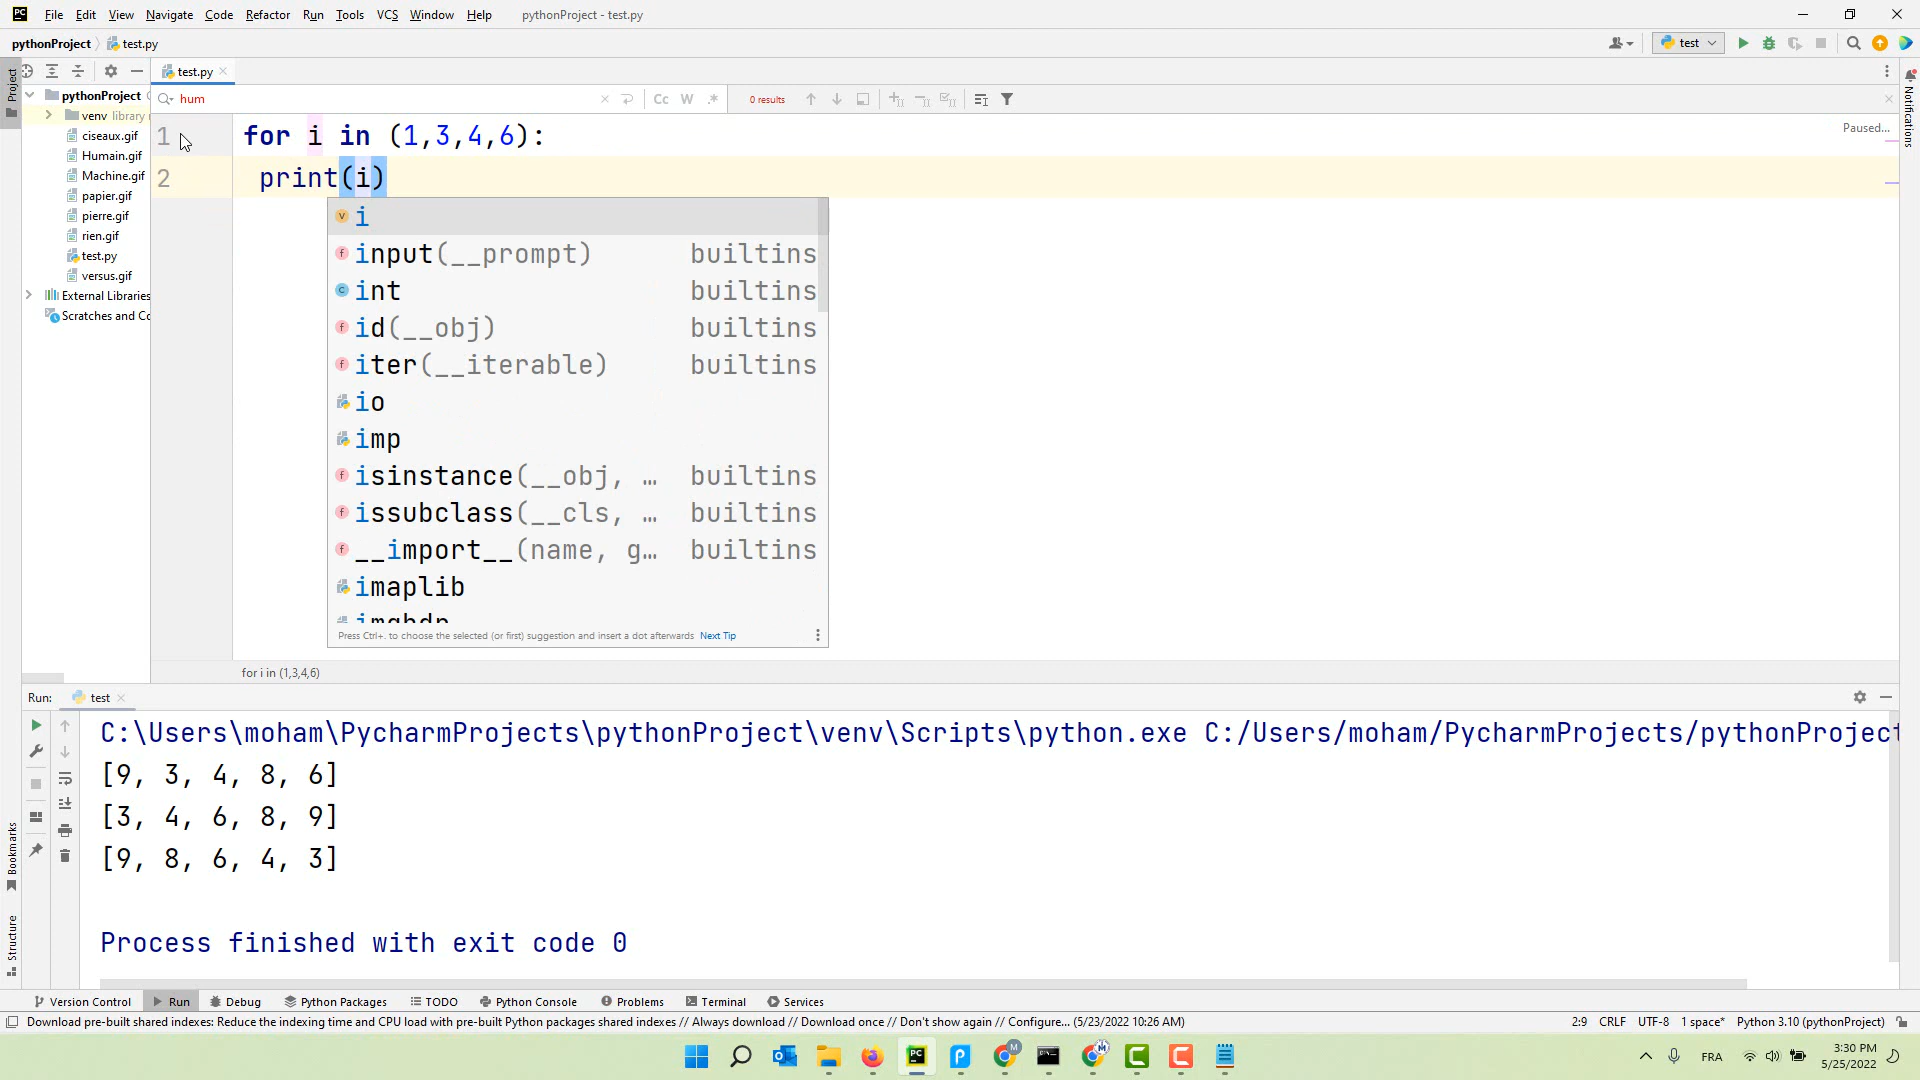 File Edit View Navigate Code Refactor Run Tools VCS Window Help pythonProject - test.py
pythonProject test.py test
Project
test.py
pythonProject
hum Cc W .* 0 results
venv library
ciseaux.gif
Humain.gif
Machine.gif
papier.gif
pierre.gif
rien.gif
test.py
versus.gif
External Libraries
Scratches and Co
1 for i in (1,3,4,6):
2 print(i)
Paused...
Notifications
i
input(__prompt) builtins
int builtins
id(__obj) builtins
iter(__iterable) builtins
io
imp
isinstance(__obj, … builtins
issubclass(__cls, … builtins
__import__(name, g… builtins
imaplib
Press Ctrl+. to choose the selected (or first) suggestion and insert a dot afterwards Next Tip
for i in (1,3,4,6)
Run: test
C:\Users\moham\PycharmProjects\pythonProject\venv\Scripts\python.exe C:/Users/moham/PycharmProjects/pythonProject
[9, 3, 4, 8, 6]
[3, 4, 6, 8, 9]
[9, 8, 6, 4, 3]
Process finished with exit code 0
Bookmarks
Structure
Version Control Run Debug Python Packages TODO Python Console Problems Terminal Services
Download pre-built shared indexes: Reduce the indexing time and CPU load with pre-built Python packages shared indexes // Always download // Download once // Don't show again // Configure... (5/23/2022 10:26 AM) 2:9 CRLF UTF-8 1 space* Python 3.10 (pythonProject)
FRA
3:30 PM
5/25/2022